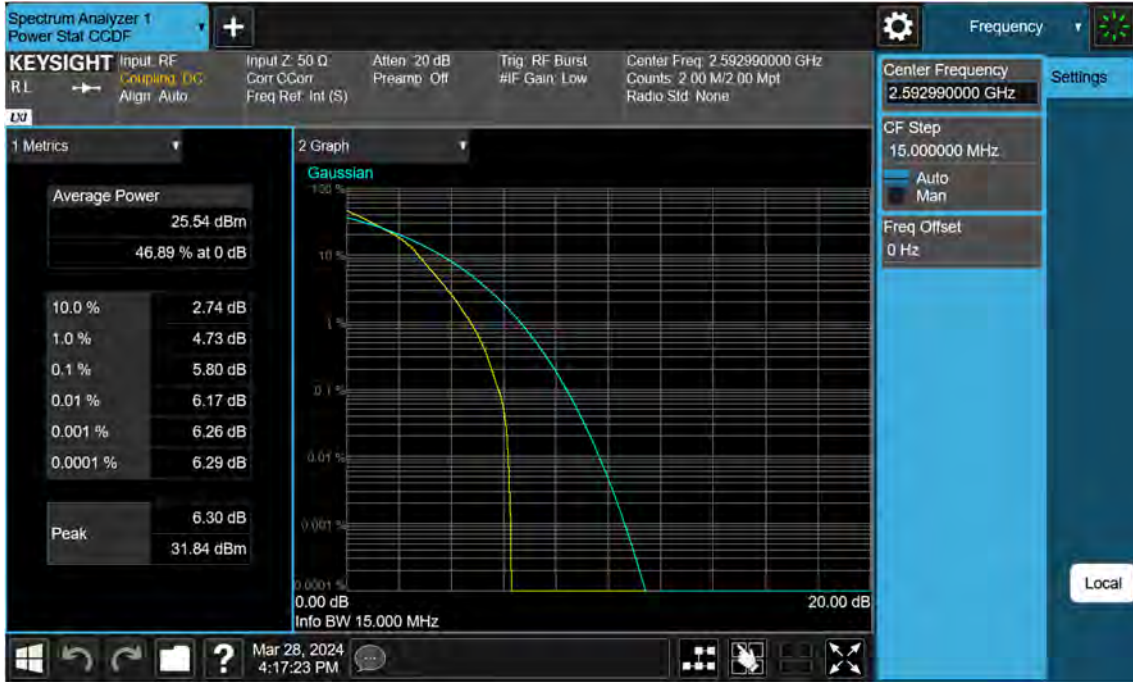 Spectrum Analyzer 1
Power Stat CCDF
+
Frequency
KEYSIGHT
RL
LXI
Input: RF
Coupling: DC
Align: Auto
Input Z: 50 Ω
Corr CCorr
Freq Ref: Int (S)
Atten: 20 dB
Preamp: Off
Trig: RF Burst
#IF Gain: Low
Center Freq: 2.592990000 GHz
Counts: 2.00 M/2.00 Mpt
Radio Std: None
Center Frequency
2.592990000 GHz
Settings
CF Step
15.000000 MHz
Auto
Man
Freq Offset
0 Hz
1 Metrics
Average Power
25.54 dBm
46.89 % at 0 dB
10.0 % 2.74 dB
1.0 % 4.73 dB
0.1 % 5.80 dB
0.01 % 6.17 dB
0.001 % 6.26 dB
0.0001 % 6.29 dB
Peak
6.30 dB
31.84 dBm
2 Graph
Gaussian
100 %
10 %
1 %
0.1 %
0.01 %
0.001 %
0.0001 %
0.00 dB 20.00 dB
Info BW 15.000 MHz
Local
?
Mar 28, 2024
4:17:23 PM